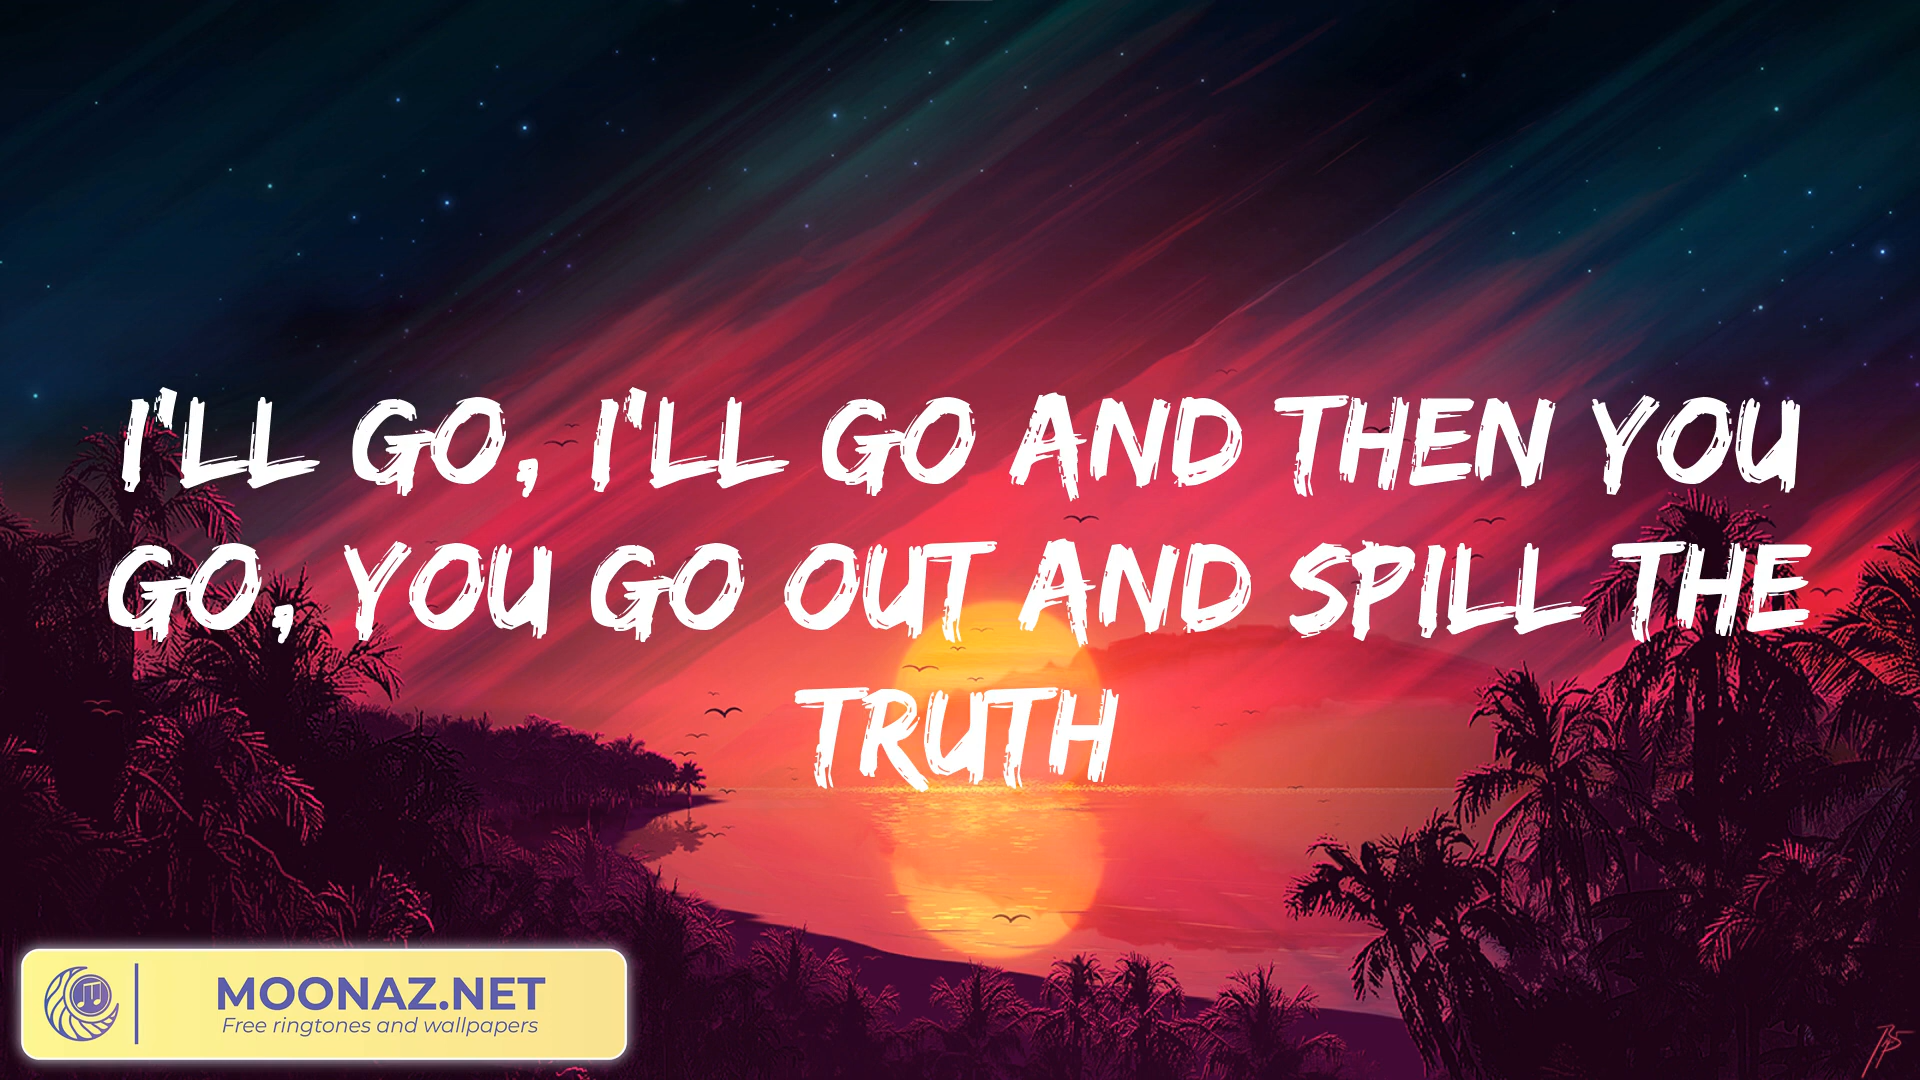 I'LL GO, I'LL GO AND THEN YOU
GO, YOU GO OUT AND SPILL THE
TRUTH
MOONAZ.NET
Free ringtones and wallpapers